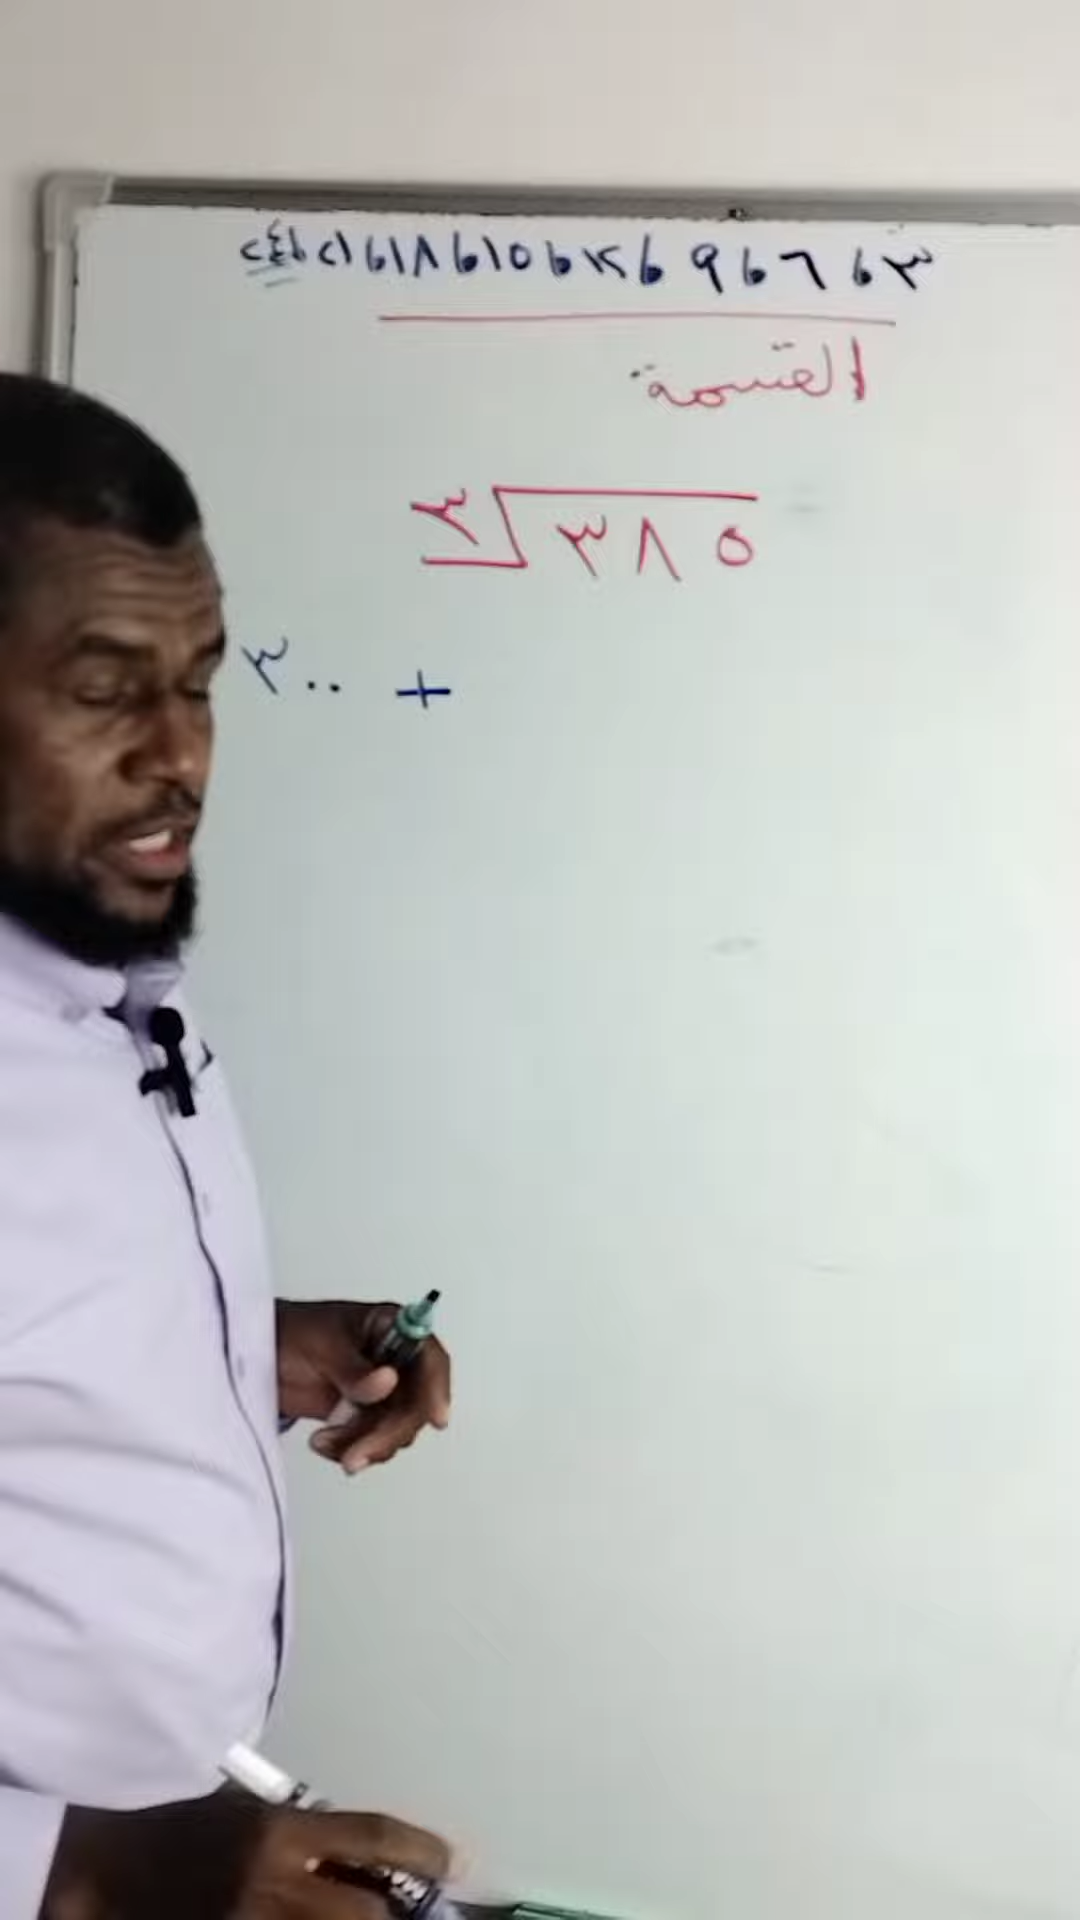 ٣ ، ٦ ، ٩ ، ١٢ ، ١٥ ، ١٨ ، ٢١ ، ٢٤
القسمة
٣ ٣٨٥
٣٠٠ +